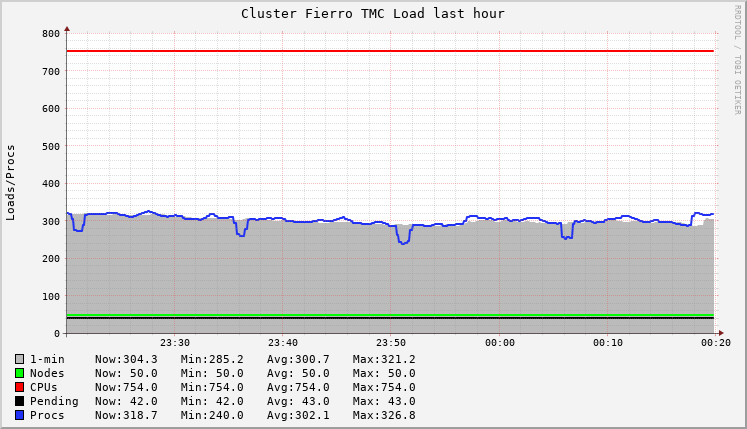 Cluster Fierro TMC Load last hour
RRDTOOL / TOBI OETIKER
Loads/Procs
800
700
600
500
400
300
200
100
0
23:30 23:40 23:50 00:00 00:10 00:20
1-min Now:304.3 Min:285.2 Avg:300.7 Max:321.2
Nodes Now: 50.0 Min: 50.0 Avg: 50.0 Max: 50.0
CPUs Now:754.0 Min:754.0 Avg:754.0 Max:754.0
Pending Now: 42.0 Min: 42.0 Avg: 43.0 Max: 43.0
Procs Now:318.7 Min:240.0 Avg:302.1 Max:326.8